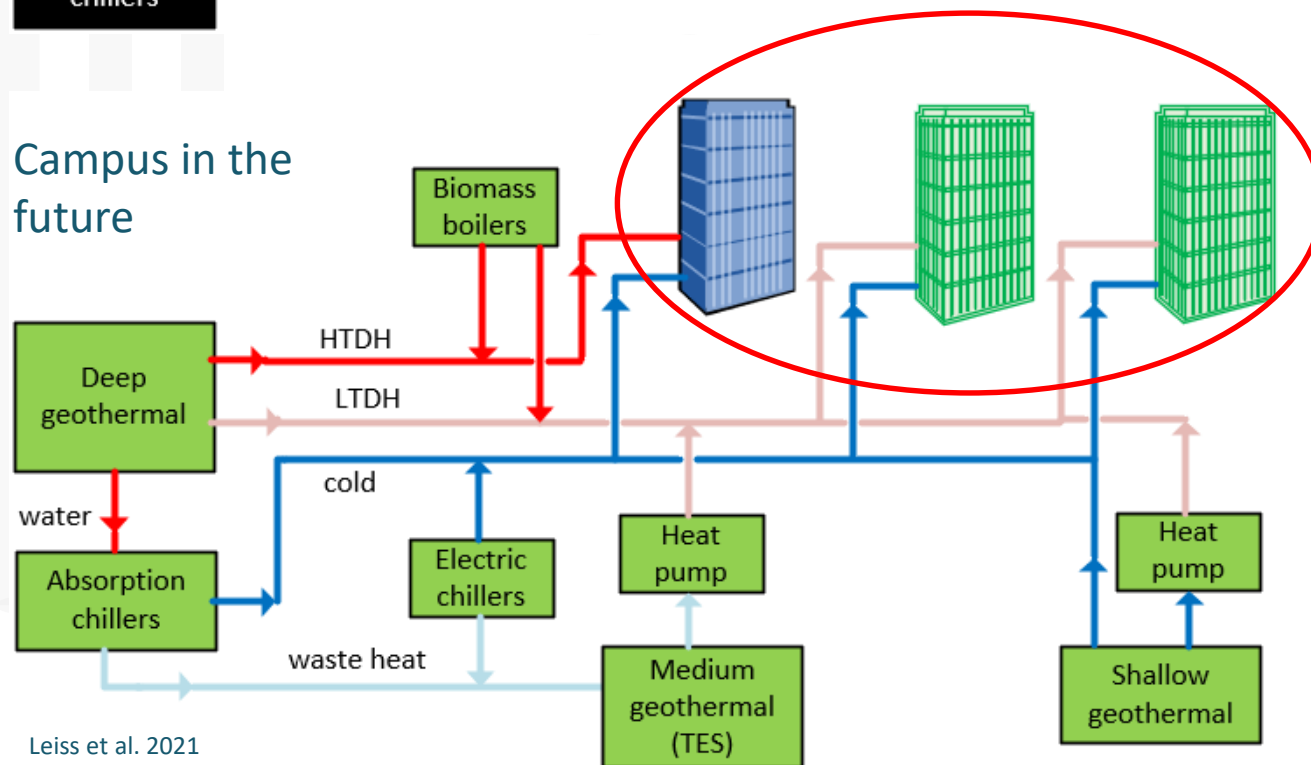 chillers
Campus in the
future
Biomass
boilers
HTDH
Deep
geothermal
LTDH
cold
water
Absorption
chillers
Electric
chillers
Heat
pump
Heat
pump
waste heat
Medium
geothermal
(TES)
Shallow
geothermal
Leiss et al. 2021